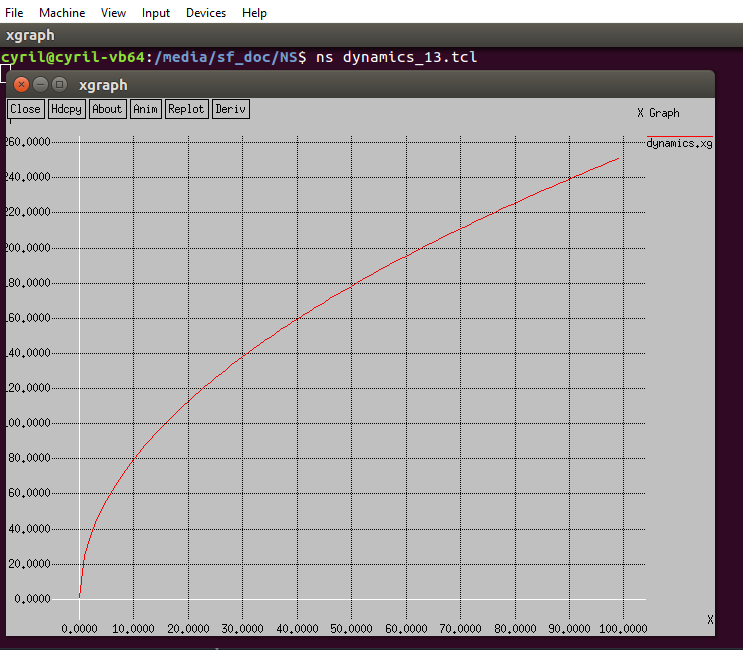 File Machine View Input Devices Help
xgraph
cyril@cyril-vb64:/media/sf_doc/NS$ ns dynamics_13.tcl
xgraph
Close Hdcpy About Anim Replot Deriv
X Graph
dynamics.xg
260.0000
240.0000
220.0000
200.0000
180.0000
160.0000
140.0000
120.0000
100.0000
80.0000
60.0000
40.0000
20.0000
0.0000
X
0.0000 10.0000 20.0000 30.0000 40.0000 50.0000 60.0000 70.0000 80.0000 90.0000 100.0000